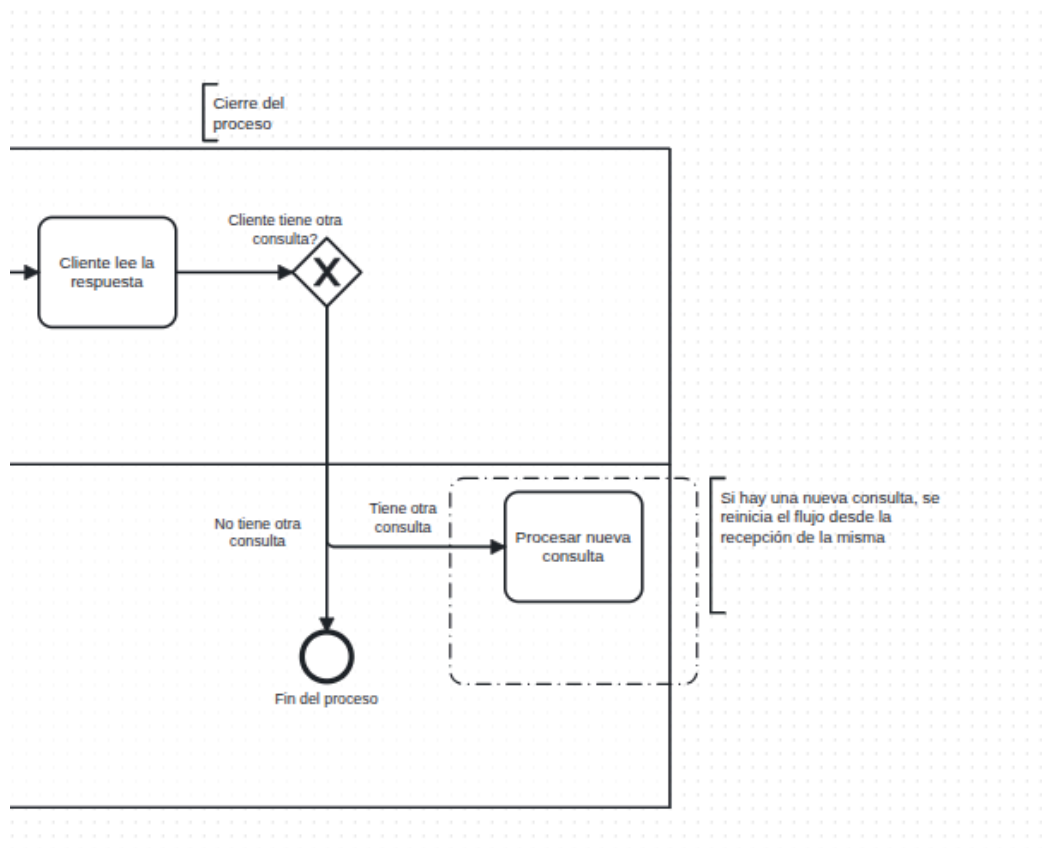 Cierre del
proceso
Cliente tiene otra
consulta?
Cliente lee la
respuesta
X
No tiene otra
consulta
Tiene otra
consulta
Procesar nueva
consulta
Si hay una nueva consulta, se
reinicia el flujo desde la
recepción de la misma
Fin del proceso